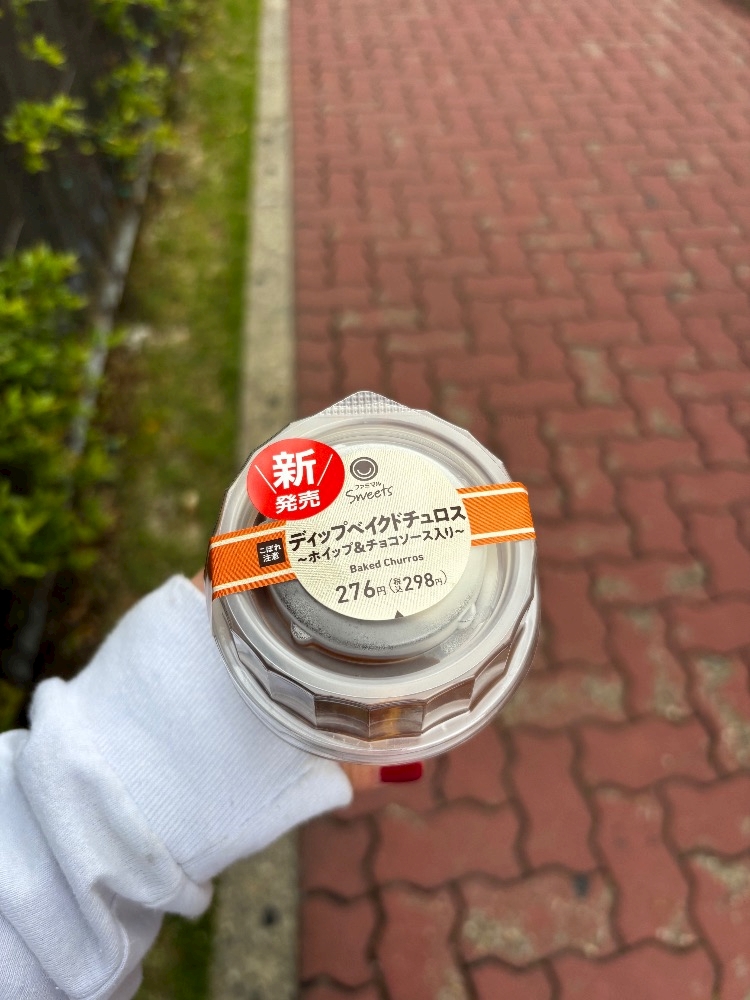 新
発売
ファミマル
Sweets
こぼれ
注意
ディップベイクドチュロス
~ホイップ&チョコソース入り~
Baked Churros
276円(税込298円)